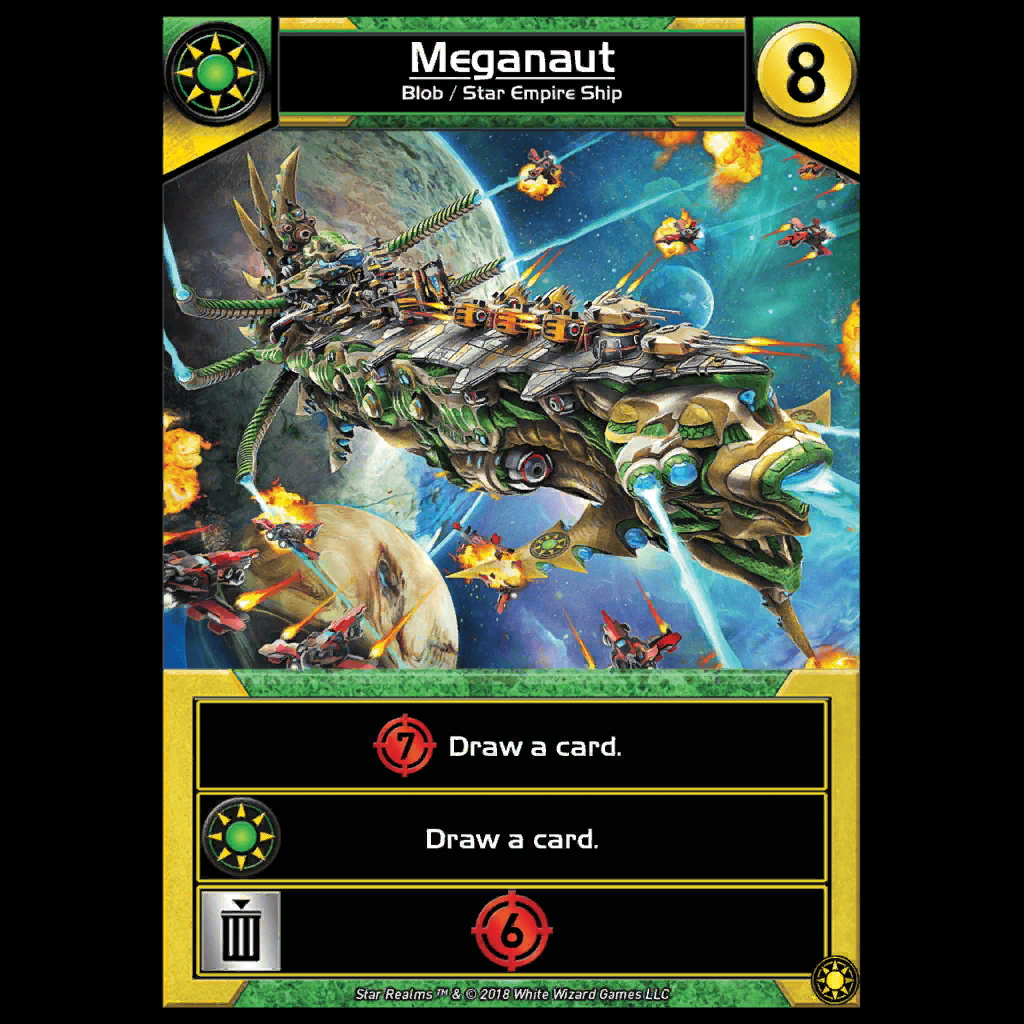 Meganaut
8
Blob / Star Empire Ship
7 Draw a card.
Draw a card.
6
Star Realms ™ & © 2018 White Wizard Games LLC